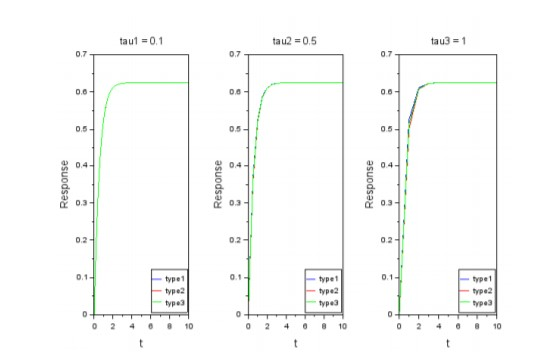 tau1 = 0.1
Response
0.7
0.6
0.5
0.4
0.3
0.2
0.1
0
0 2 4 6 8 10
t
type1
type2
type3
tau2 = 0.5
Response
0.7
0.6
0.5
0.4
0.3
0.2
0.1
0
0 2 4 6 8 10
t
type1
type2
type3
tau3 = 1
Response
0.7
0.6
0.5
0.4
0.3
0.2
0.1
0
0 2 4 6 8 10
t
type1
type2
type3